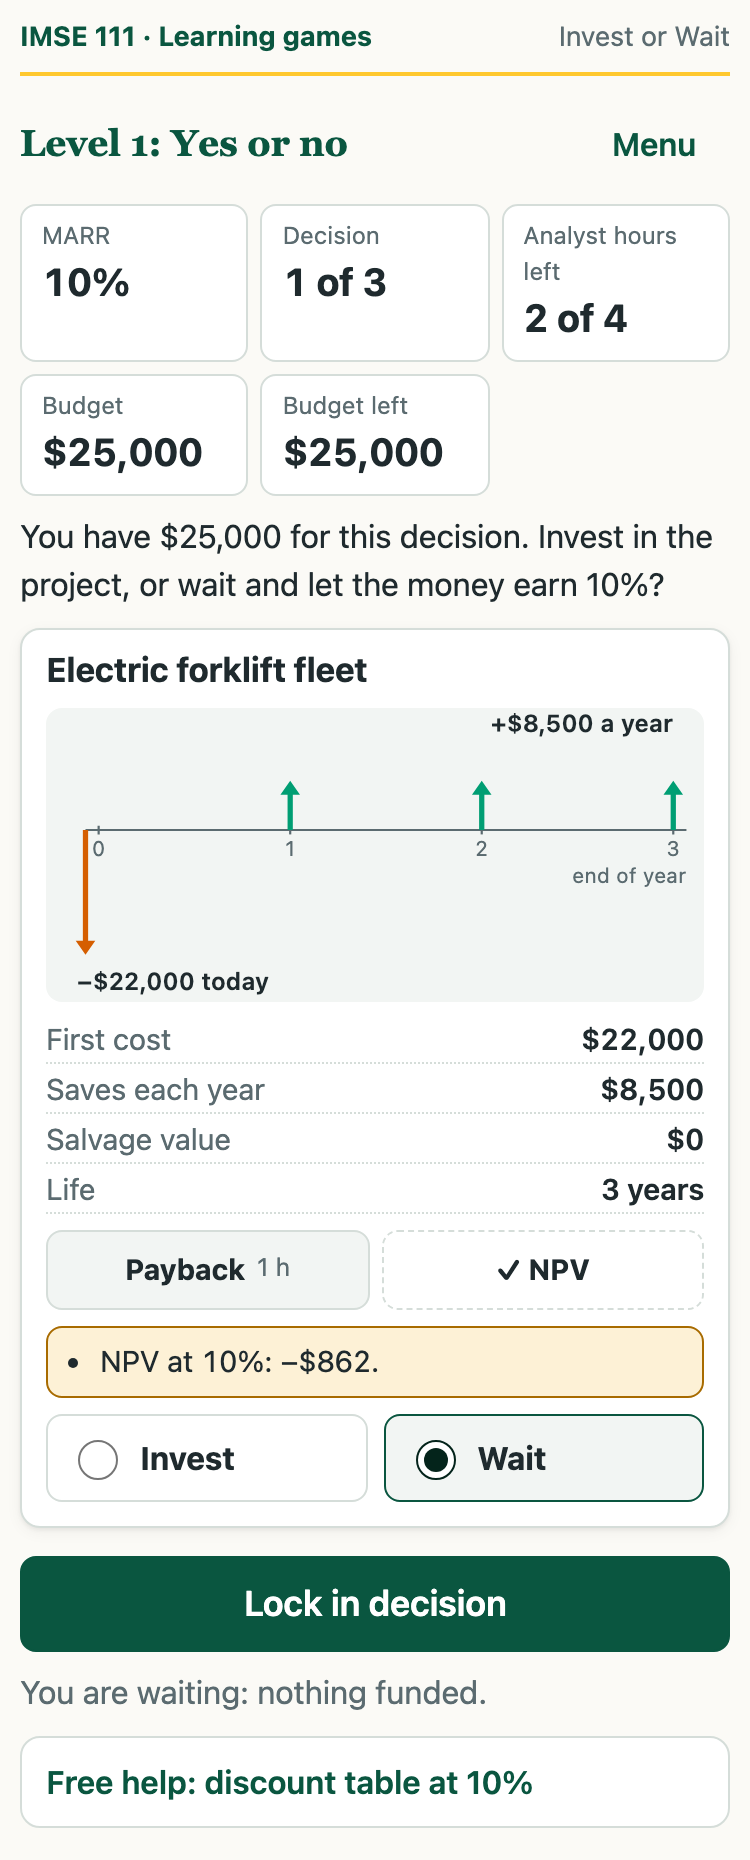 IMSE 111 · Learning games
Invest or Wait
Level 1: Yes or no
Menu
MARR
10%
Decision
1 of 3
Analyst hours
left
2 of 4
Budget
$25,000
Budget left
$25,000
You have $25,000 for this decision. Invest in the
project, or wait and let the money earn 10%?
Electric forklift fleet
+$8,500 a year
0
1
2
3
end of year
−$22,000 today
First cost
$22,000
Saves each year
$8,500
Salvage value
$0
Life
3 years
Payback 1 h
✓ NPV
• NPV at 10%: −$862.
Invest
Wait
Lock in decision
You are waiting: nothing funded.
Free help: discount table at 10%